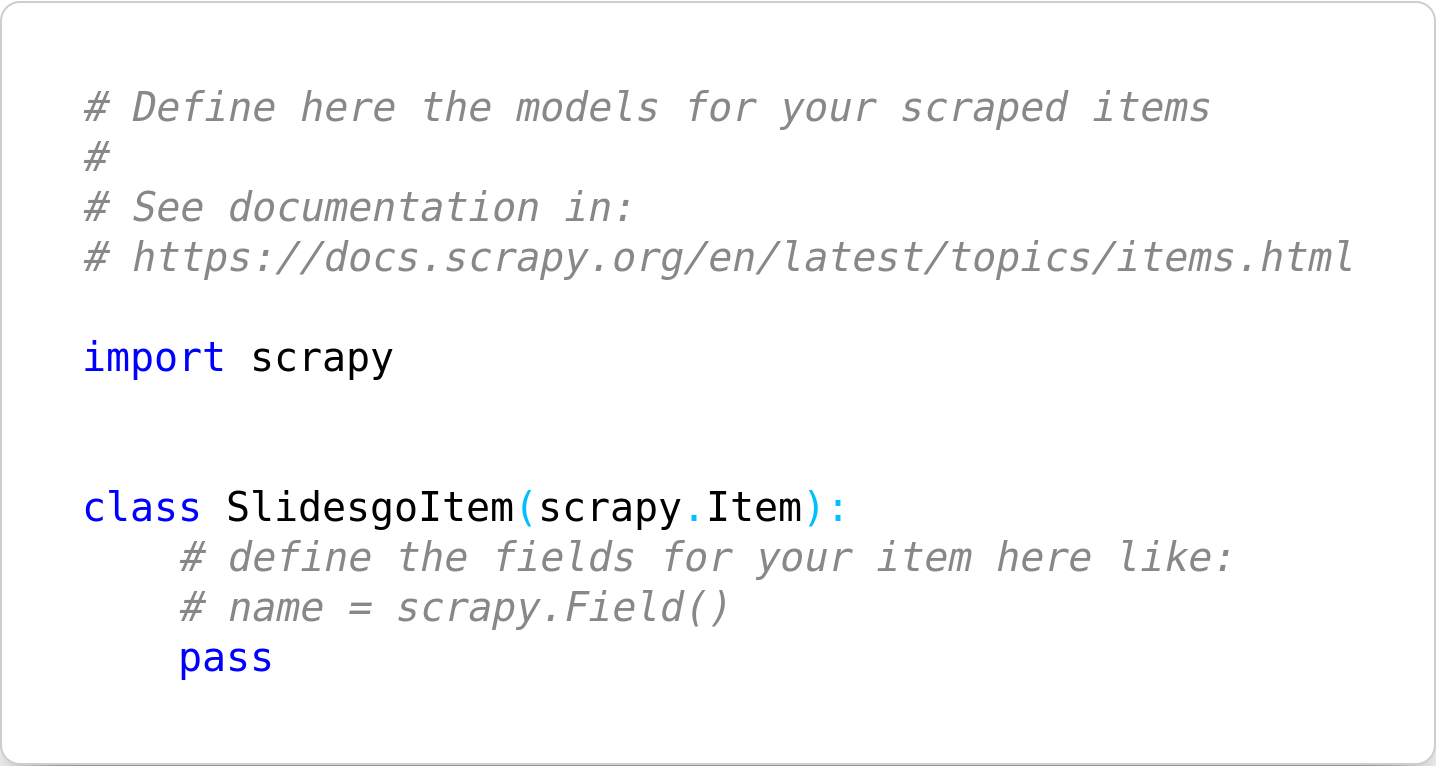 # Define here the models for your scraped items
#
# See documentation in:
# https://docs.scrapy.org/en/latest/topics/items.html

import scrapy


class SlidesgoItem(scrapy.Item):
    # define the fields for your item here like:
    # name = scrapy.Field()
    pass